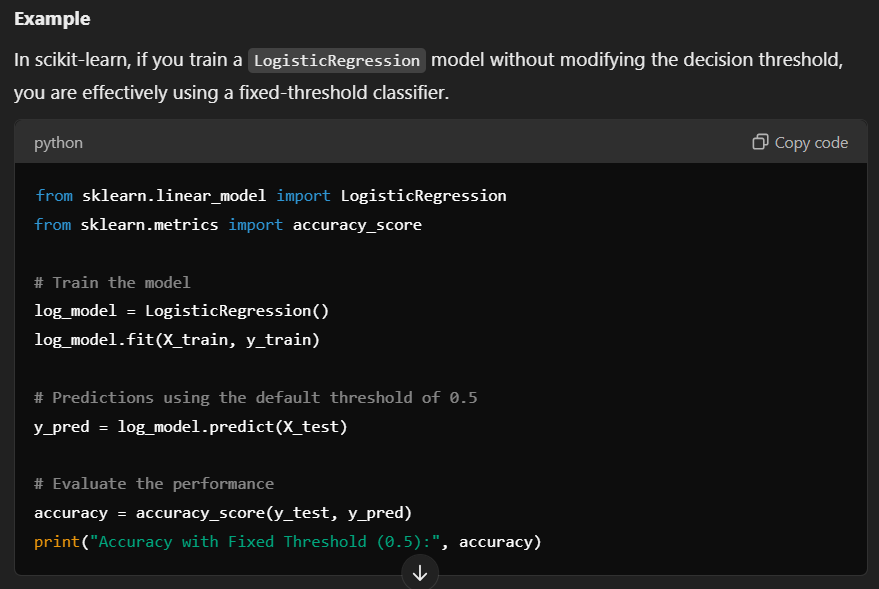 Example
In scikit-learn, if you train a LogisticRegression model without modifying the decision threshold,
you are effectively using a fixed-threshold classifier.
python
Copy code
from sklearn.linear_model import LogisticRegression
from sklearn.metrics import accuracy_score
# Train the model
log_model = LogisticRegression()
log_model.fit(X_train, y_train)
# Predictions using the default threshold of 0.5
y_pred = log_model.predict(X_test)
# Evaluate the performance
accuracy = accuracy_score(y_test, y_pred)
print("Accuracy with Fixed Threshold (0.5):", accuracy)